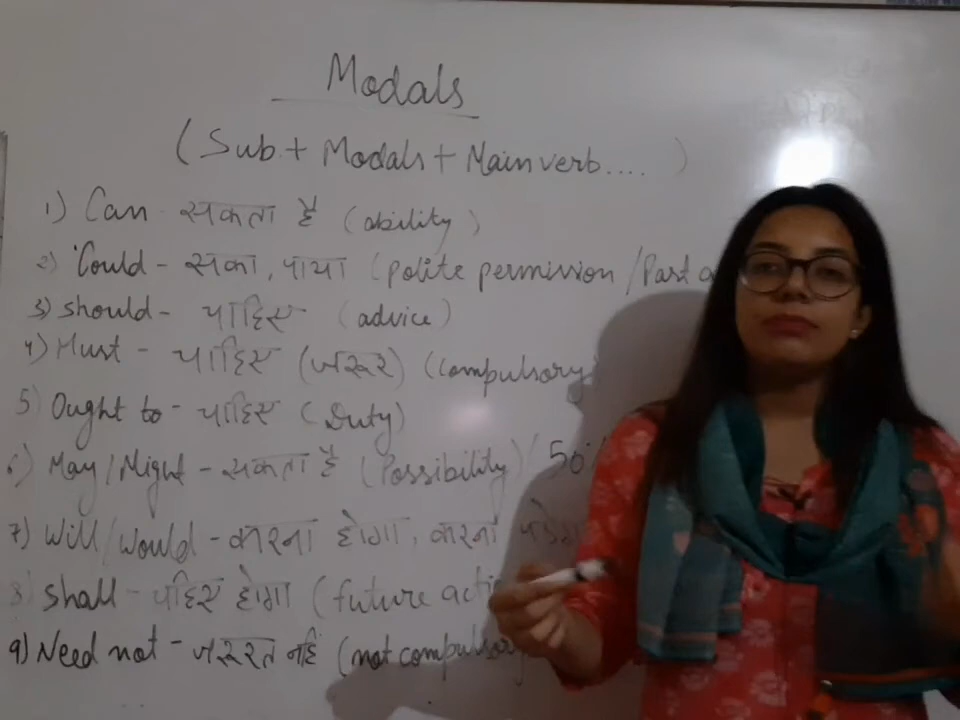 Modals
(Sub + Modals + Main verb.... )
1) Can सकता है (ability)
2) Could - सका, पाया (polite permission / Past
3) should - चाहिए (advice)
4) Must - चाहिए (जरूर) (Compulsory)
5) Ought to - चाहिए (Duty)
6) May/Might - सकता है (Possibility) 50%
7) Will/would - करना होगा, करना पड़ेगा
8) Shall - चहिए होगा (future
9) Need not - जरूरत नहि (not compulsory